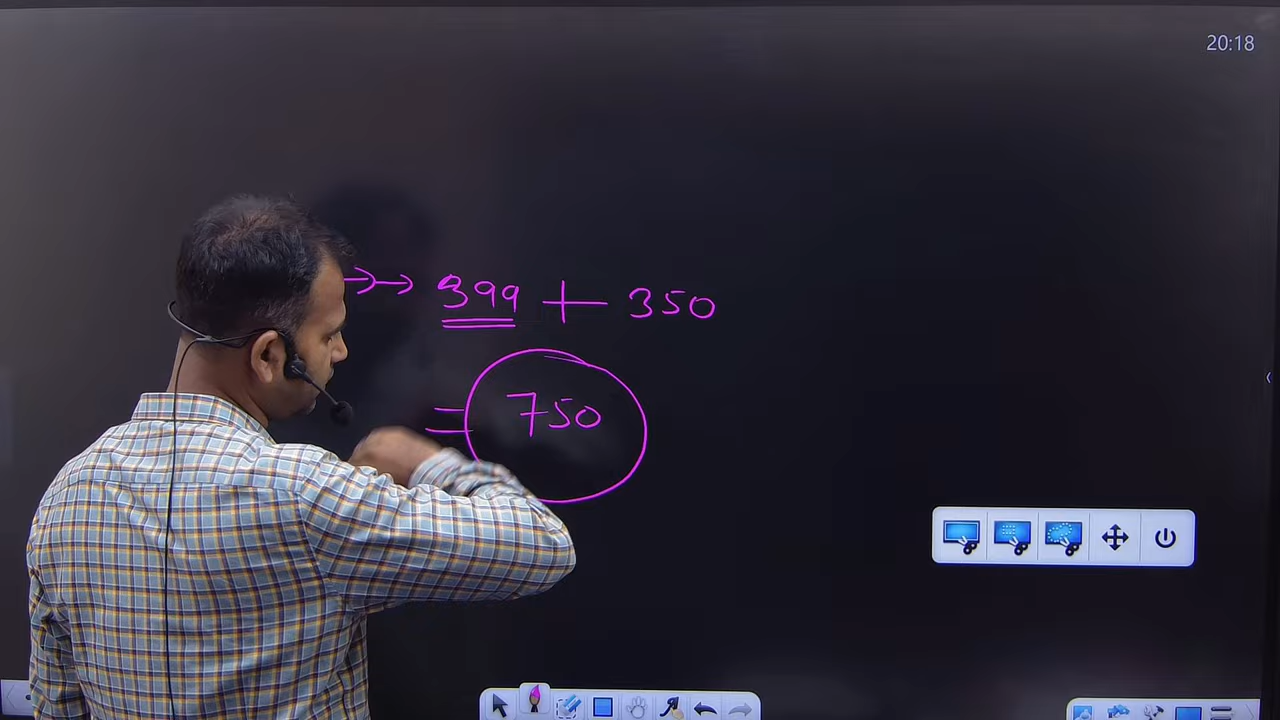 20:18
→→ 399 + 350
= 750